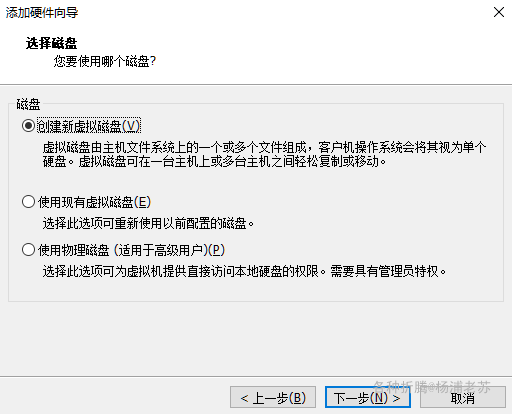 添加硬件向导
选择磁盘
您要使用哪个磁盘?
磁盘
创建新虚拟磁盘(V)
虚拟磁盘由主机文件系统上的一个或多个文件组成，客户机操作系统会将其视为单个
硬盘。虚拟磁盘可在一台主机上或多台主机之间轻松复制或移动。
使用现有虚拟磁盘(E)
选择此选项可重新使用以前配置的磁盘。
使用物理磁盘 (适用于高级用户)(P)
选择此选项可为虚拟机提供直接访问本地硬盘的权限。需要具有管理员特权。
各种折腾@杨浦老苏
< 上一步(B)
下一步(N) >
取消